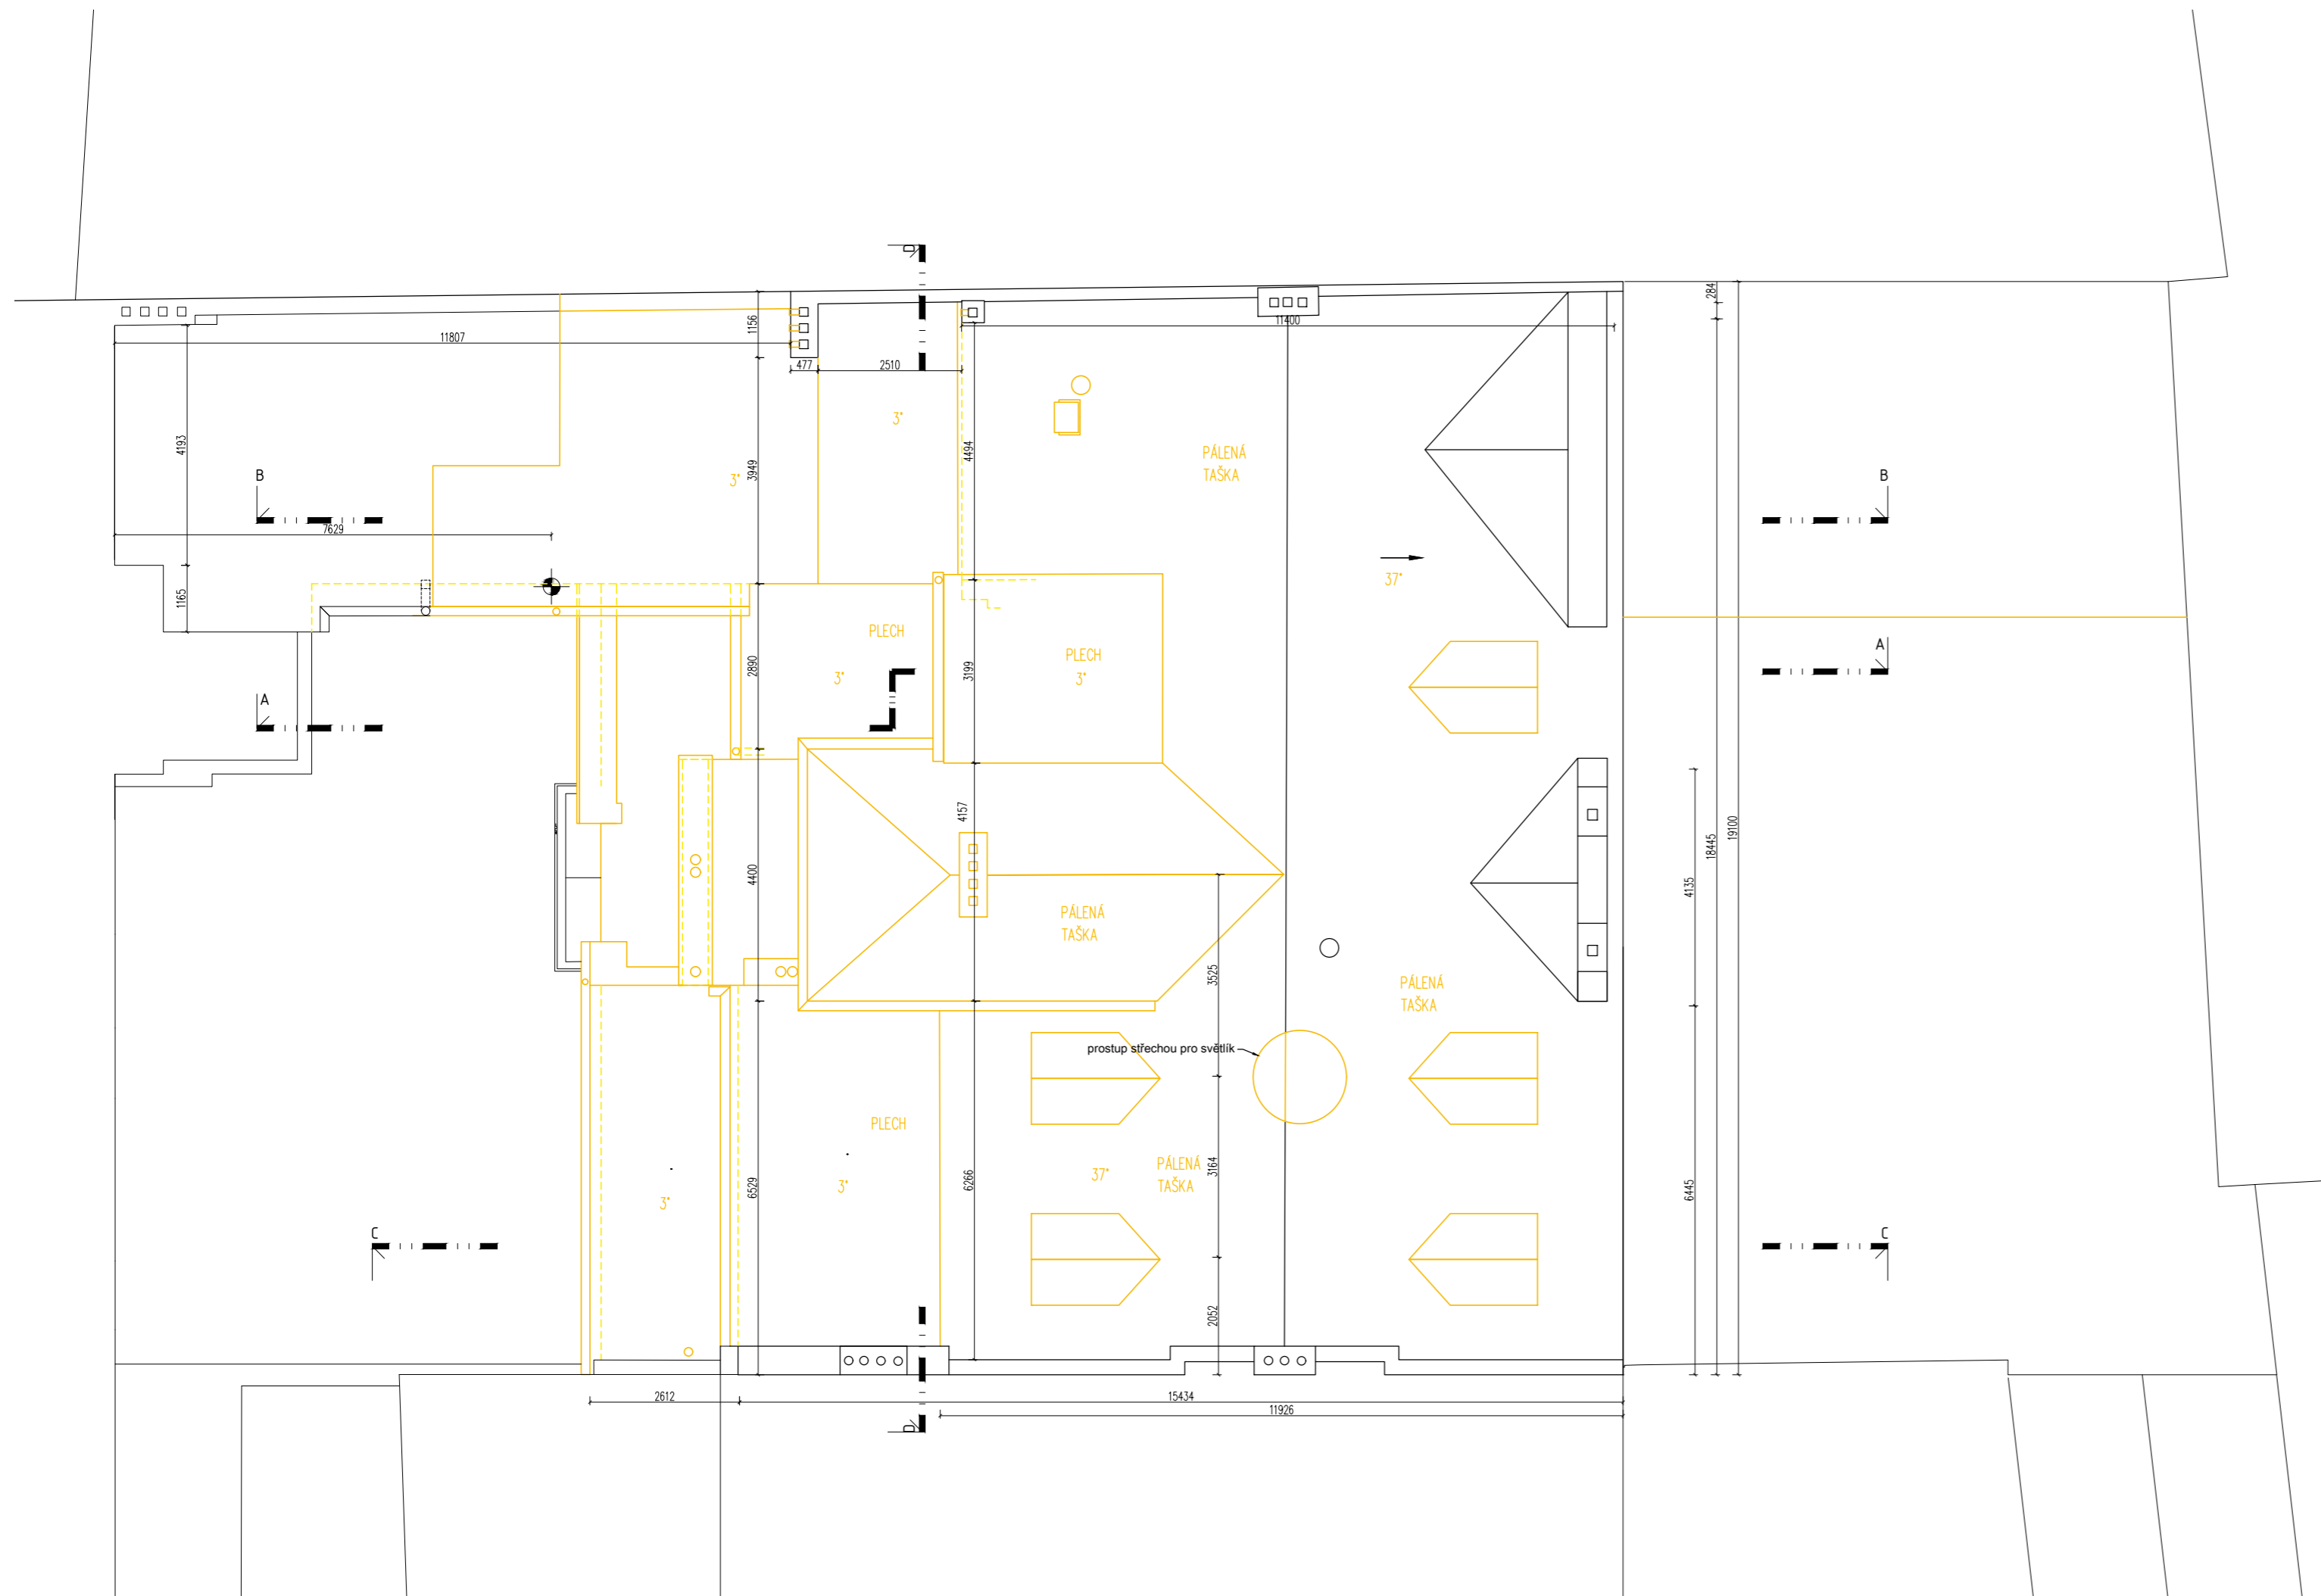 D
284
1156
11400
11807
477
2510
3°
4193
4494
PÁLENÁ
TAŠKA
3949
3°
B
B
7629
37°
1165
PLECH
2890
PLECH
3199
3°
3°
A
A
4157
18445
19100
4400
4135
PÁLENÁ
TAŠKA
3525
PÁLENÁ
TAŠKA
prostup střechou pro světlík
PLECH
3164
PÁLENÁ
TAŠKA
37°
6529
6266
3°
3°
6445
C
C
2052
2612
15434
11926
D